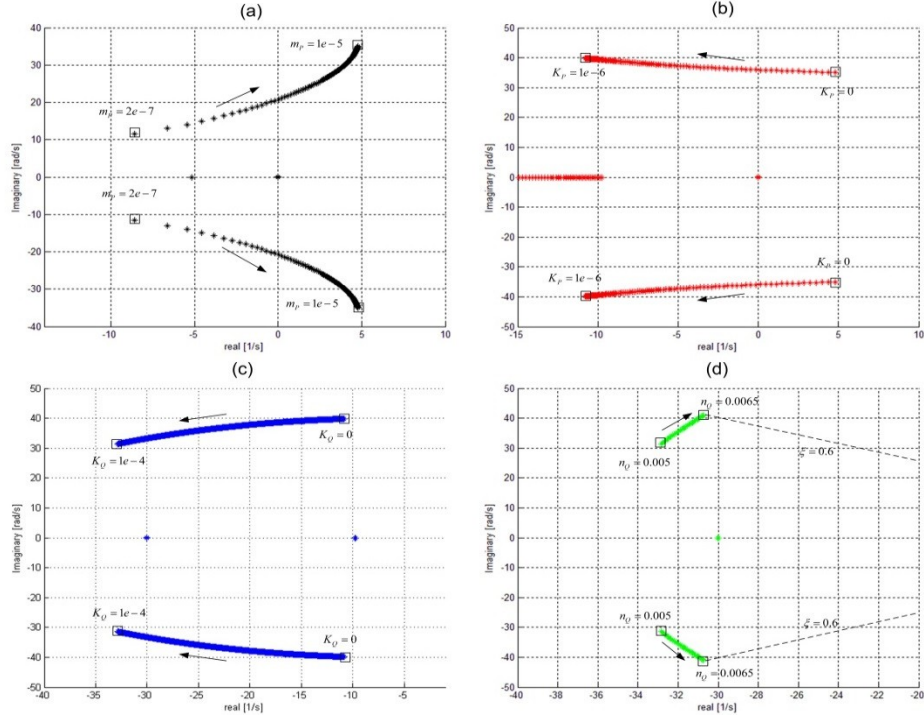 (a)
40
30
20
10
0
-10
-20
-30
-40
Imaginary [rad/s]
m_P = 1e-5
m_P = 2e-7
m_P = 2e-7
m_P = 1e-5
-15
-10
-5
0
5
10
real [1/s]
(b)
50
40
30
20
10
0
-10
-20
-30
-40
-50
Imaginary [rad/s]
K_P = 1e-6
K_P = 0
K_P = 0
K_P = 1e-6
-15
-10
-5
0
5
10
15
real [1/s]
(c)
50
40
30
20
10
0
-10
-20
-30
-40
-50
Imaginary [rad/s]
K_Q = 0
K_Q = 1e-4
K_Q = 1e-4
K_Q = 0
-40
-35
-30
-25
-20
-15
-10
-5
real [1/s]
(d)
50
40
30
20
10
0
-10
-20
-30
-40
-50
Imaginary [rad/s]
n_Q = 0.0065
ξ = 0.6
n_Q = 0.005
n_Q = 0.005
ξ = 0.6
n_Q = 0.0065
-40
-38
-36
-34
-32
-30
-28
-26
-24
-22
-20
real [1/s]